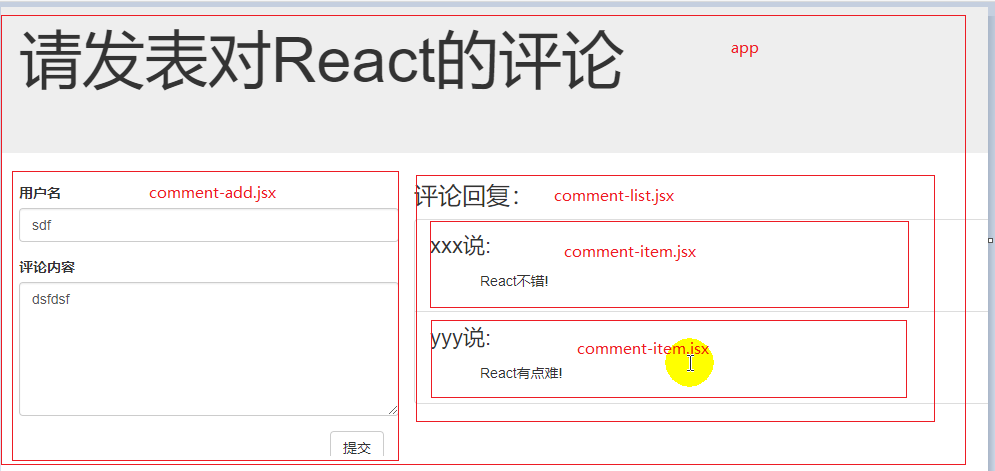 请发表对React的评论
app
用户名
comment-add.jsx
sdf
评论内容
dsfdsf
提交
评论回复：
comment-list.jsx
xxx说:
comment-item.jsx
React不错!
yyy说:
comment-item.jsx
React有点难!